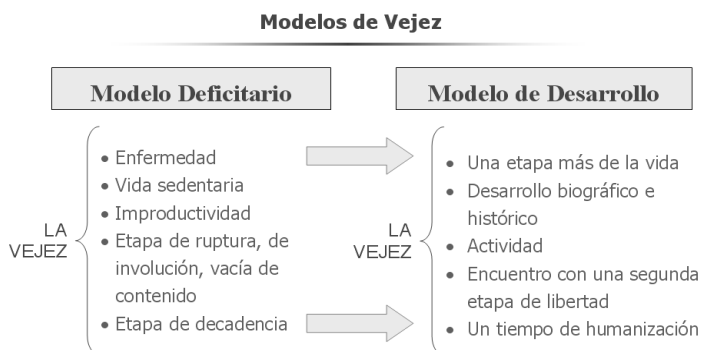 Modelos de Vejez
Modelo Deficitario
LA
VEJEZ
• Enfermedad
• Vida sedentaria
• Improductividad
• Etapa de ruptura, de
involución, vacía de
contenido
• Etapa de decadencia
Modelo de Desarrollo
LA
VEJEZ
• Una etapa más de la vida
• Desarrollo biográfico e
histórico
• Actividad
• Encuentro con una segunda
etapa de libertad
• Un tiempo de humanización